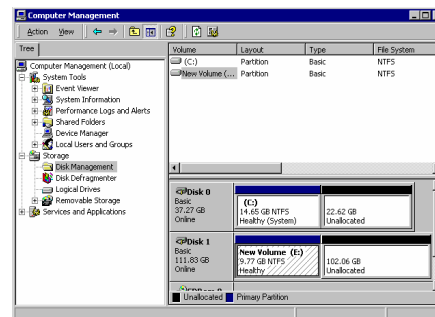 Computer Management
Action View
Tree
Computer Management (Local)
System Tools
Event Viewer
System Information
Performance Logs and Alerts
Shared Folders
Device Manager
Local Users and Groups
Storage
Disk Management
Disk Defragmenter
Logical Drives
Removable Storage
Services and Applications
Volume Layout Type File System
(C:) Partition Basic NTFS
New Volume (... Partition Basic NTFS
Disk 0
Basic
37.27 GB
Online
(C:)
14.65 GB NTFS
Healthy (System)
22.62 GB
Unallocated
Disk 1
Basic
111.83 GB
Online
New Volume (E:)
9.77 GB NTFS
Healthy
102.06 GB
Unallocated
Unallocated Primary Partition